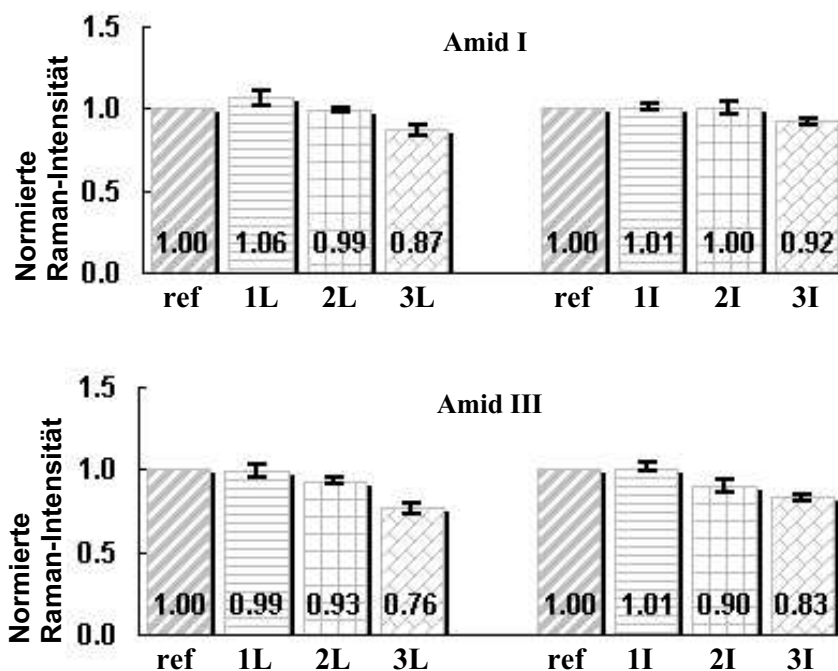 Amid I
Normierte
Raman-Intensität
1.5
1.0
0.5
0.0
1.00 1.06 0.99 0.87 1.00 1.01 1.00 0.92
ref 1L 2L 3L ref 1I 2I 3I
Amid III
Normierte
Raman-Intensität
1.5
1.0
0.5
0.0
1.00 0.99 0.93 0.76 1.00 1.01 0.90 0.83
ref 1L 2L 3L ref 1I 2I 3I